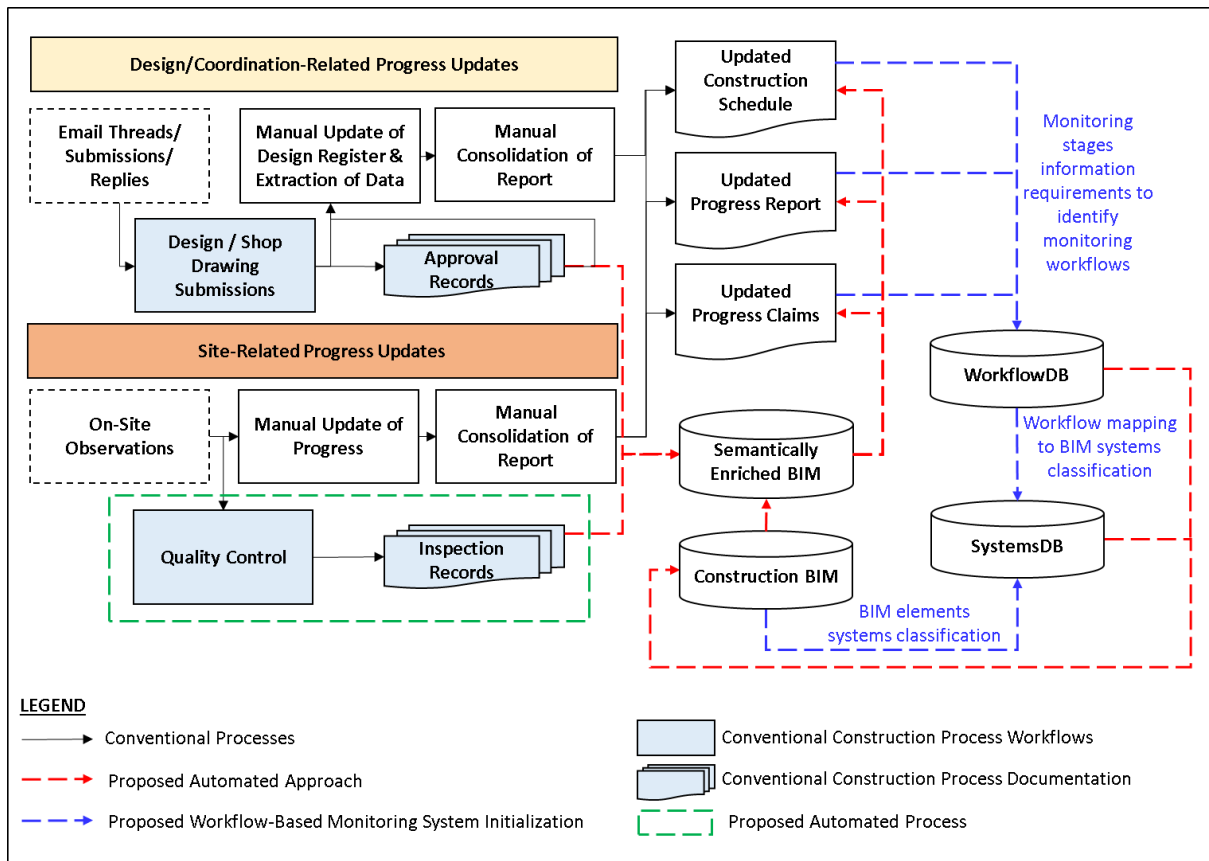 Design/Coordination-Related Progress Updates
Email Threads/
Submissions/
Replies
Manual Update of
Design Register &
Extraction of Data
Manual
Consolidation of
Report
Design / Shop
Drawing
Submissions
Approval
Records
Site-Related Progress Updates
On-Site
Observations
Manual Update of
Progress
Manual
Consolidation of
Report
Quality Control
Inspection
Records
Updated
Construction
Schedule
Updated
Progress Report
Updated
Progress Claims
Semantically
Enriched BIM
Construction BIM
Monitoring
stages
information
requirements to
identify
monitoring
workflows
WorkflowDB
Workflow mapping
to BIM systems
classification
SystemsDB
BIM elements
systems classification
LEGEND
Conventional Processes
Proposed Automated Approach
Proposed Workflow-Based Monitoring System Initialization
Conventional Construction Process Workflows
Conventional Construction Process Documentation
Proposed Automated Process